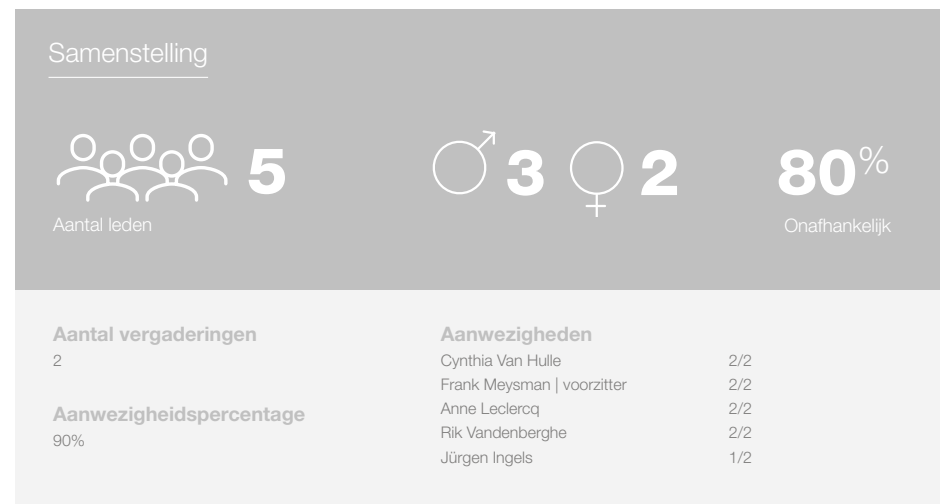 Samenstelling
5
3
2
80%
Aantal leden
Onafhankelijk
Aantal vergaderingen
2
Aanwezigheidspercentage
90%
Aanwezigheden
Cynthia Van Hulle 2/2
Frank Meysman | voorzitter 2/2
Anne Leclercq 2/2
Rik Vandenberghe 2/2
Jürgen Ingels 1/2